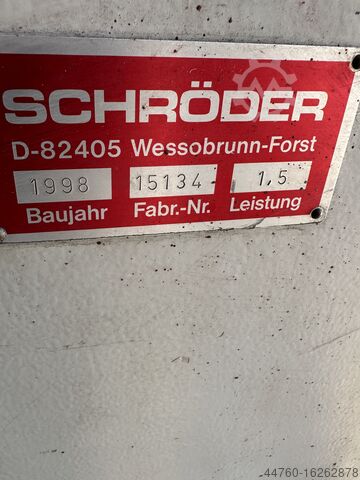 SCHRÖDER
D-82405 Wessobrunn-Forst
1998 15134 1,5
Baujahr Fabr.-Nr. Leistung
44760-16262878